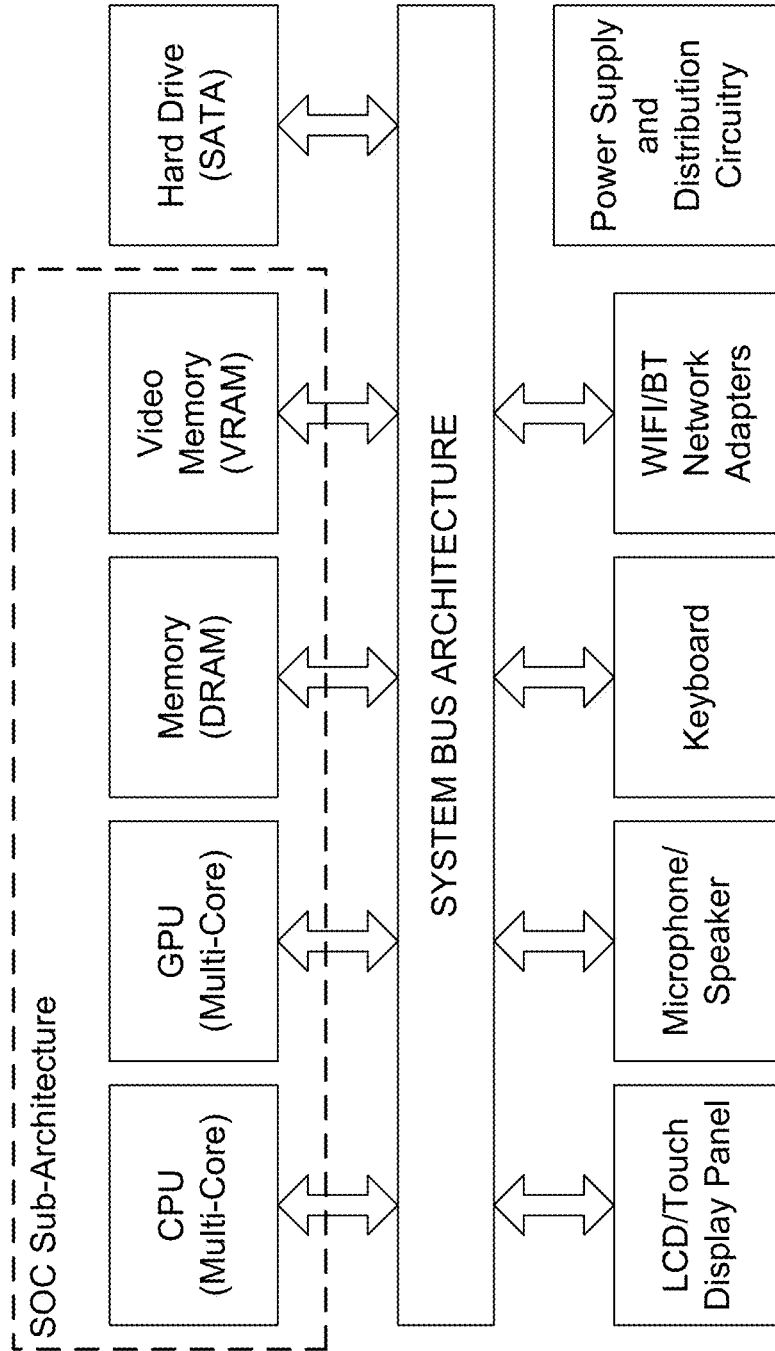 SOC Sub-Architecture
CPU
(Multi-Core)
GPU
(Multi-Core)
Memory
(DRAM)
Video
Memory
(VRAM)
Hard Drive
(SATA)
SYSTEM BUS ARCHITECTURE
LCD/Touch
Display Panel
Microphone/
Speaker
Keyboard
WIFI/BT
Network
Adapters
Power Supply
and
Distribution
Circuitry